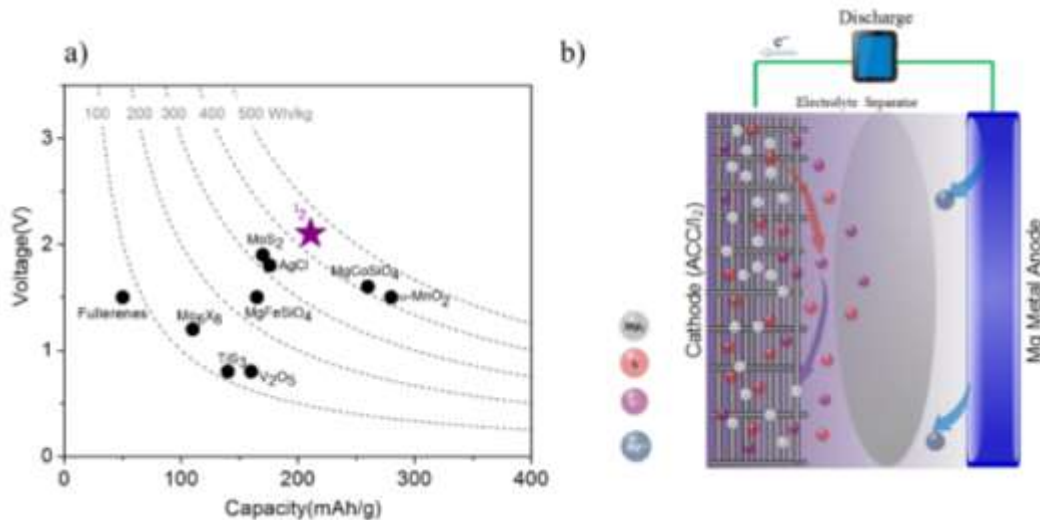 a)
b)
Discharge
e⁻
Electrolyte Separator
100 200 300 400 500 Wh/kg
3
2
1
0
Voltage(V)
I₂
MoS₂
AgCl
MgCoSiO₄
α-MnO₂
Fullerenes
Mo₆X₈
MgFeSiO₄
TiS₃
V₂O₅
0 100 200 300 400
Capacity(mAh/g)
Cathode (ACC/I₂)
Mg Metal Anode